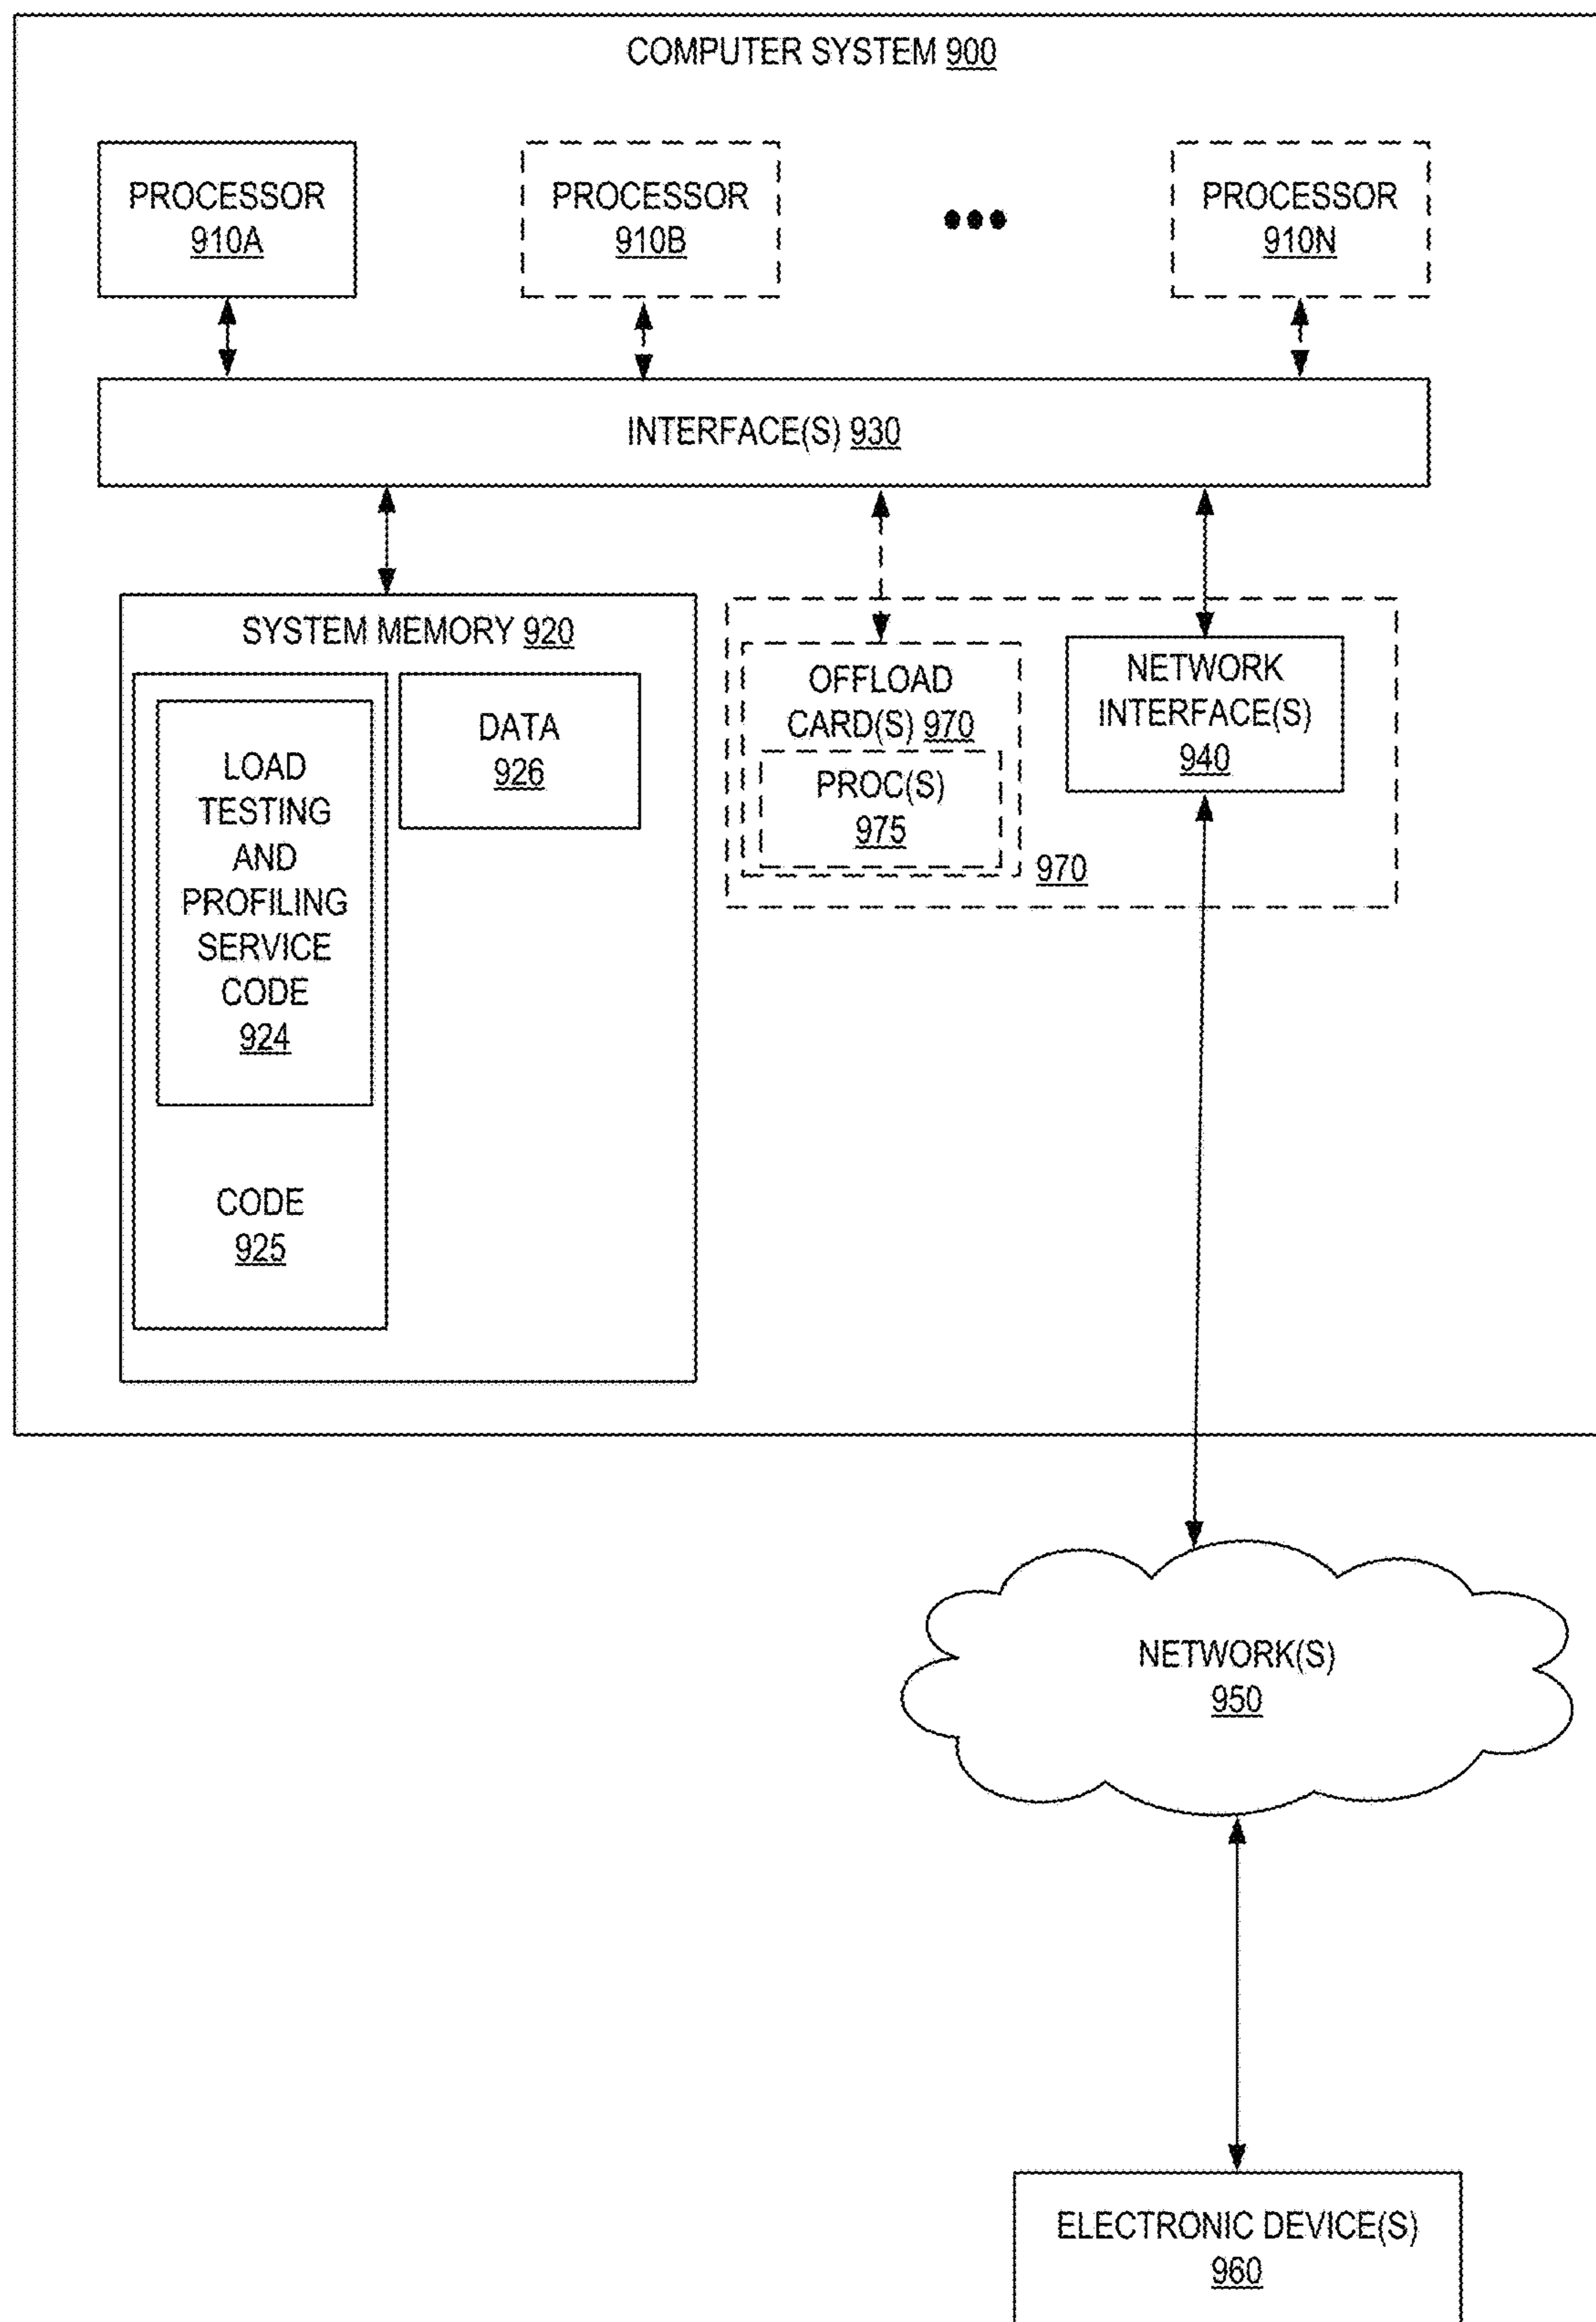 COMPUTER SYSTEM 900
PROCESSOR
910A
PROCESSOR
910B
PROCESSOR
910N
INTERFACE(S) 930
SYSTEM MEMORY 920
LOAD
TESTING
AND
PROFILING
SERVICE
CODE
924
CODE
925
DATA
926
OFFLOAD
CARD(S) 970
PROC(S)
975
970
NETWORK
INTERFACE(S)
940
NETWORK(S)
950
ELECTRONIC DEVICE(S)
960